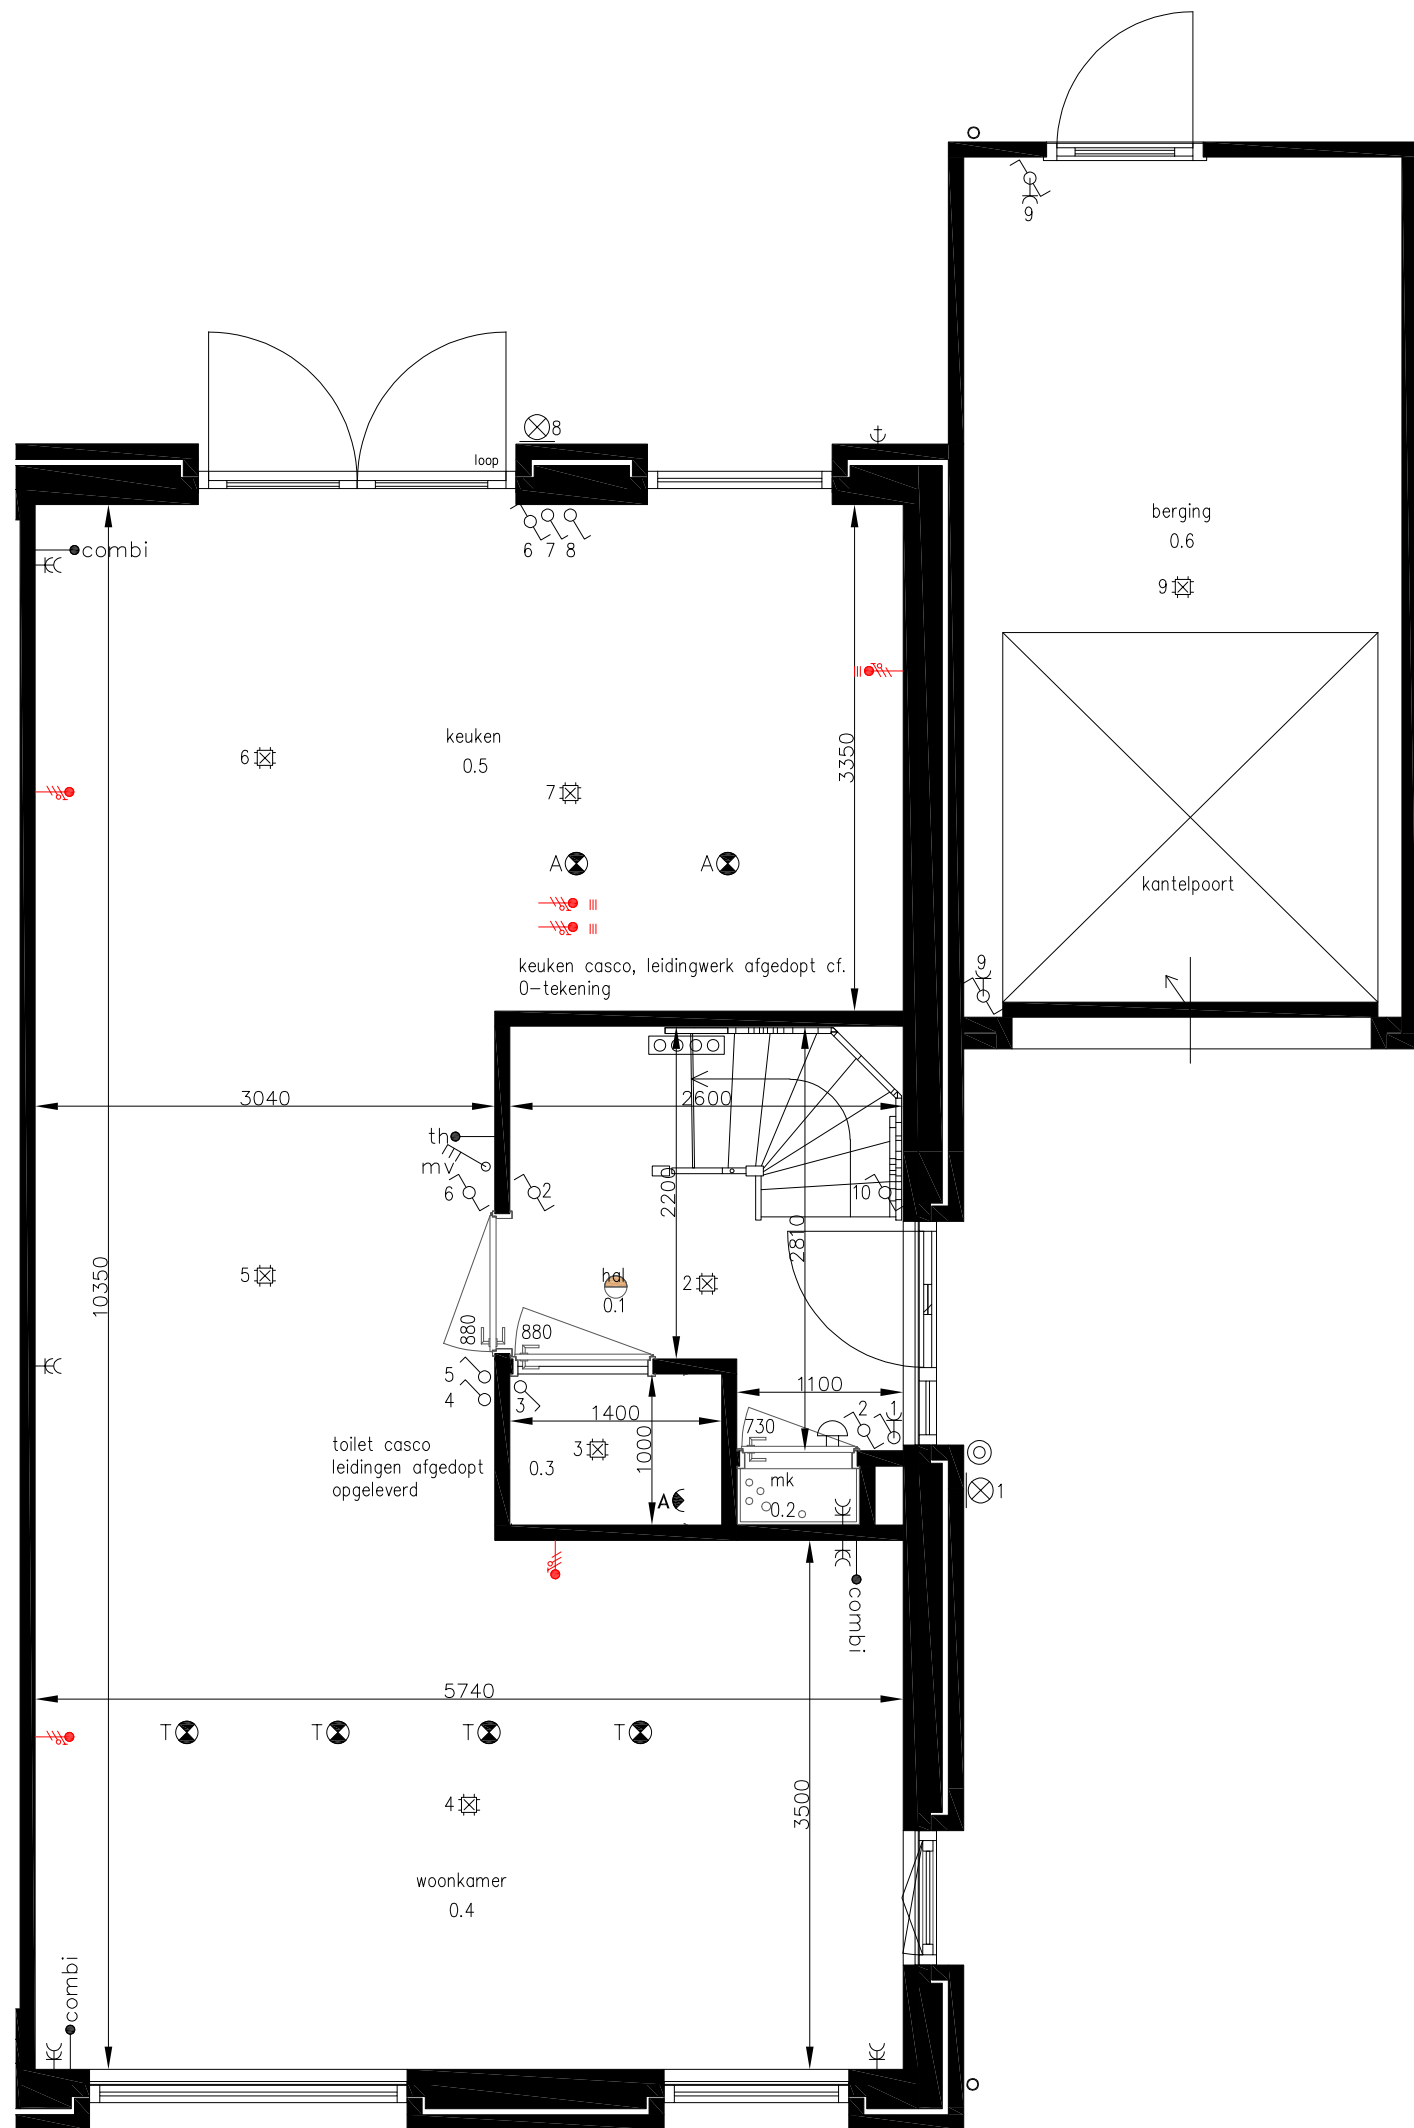 9
8
loop
6 7 8
combi
berging
0.6
9
keuken
0.5
6
7
3350
A
A
kantelpoort
keuken casco, leidingwerk afgedopt cf.
0-tekening
9
3040
2600
th
mv
6
2
2200
10
2810
10350
5
hal
0.1
2
880
880
5
4
3
1100
1400
2
1
730
toilet casco
leidingen afgedopt
opgeleverd
3
1000
0.3
mk
0.2
A
1
combi
5740
T
T
T
T
3500
4
woonkamer
0.4
combi